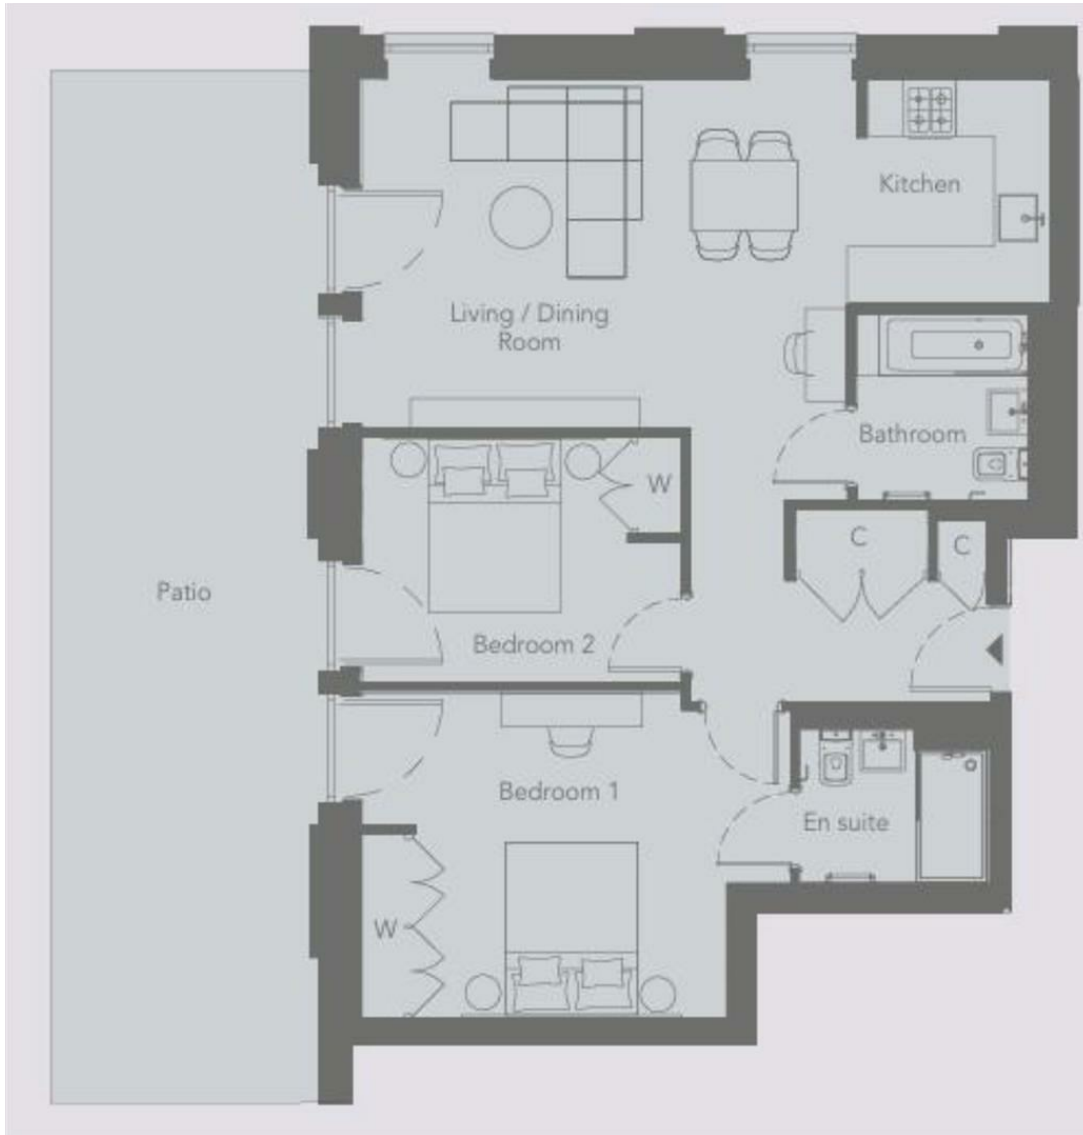 Kitchen
Living / Dining
Room
Bathroom
W
C
C
Patio
Bedroom 2
Bedroom 1
En suite
W